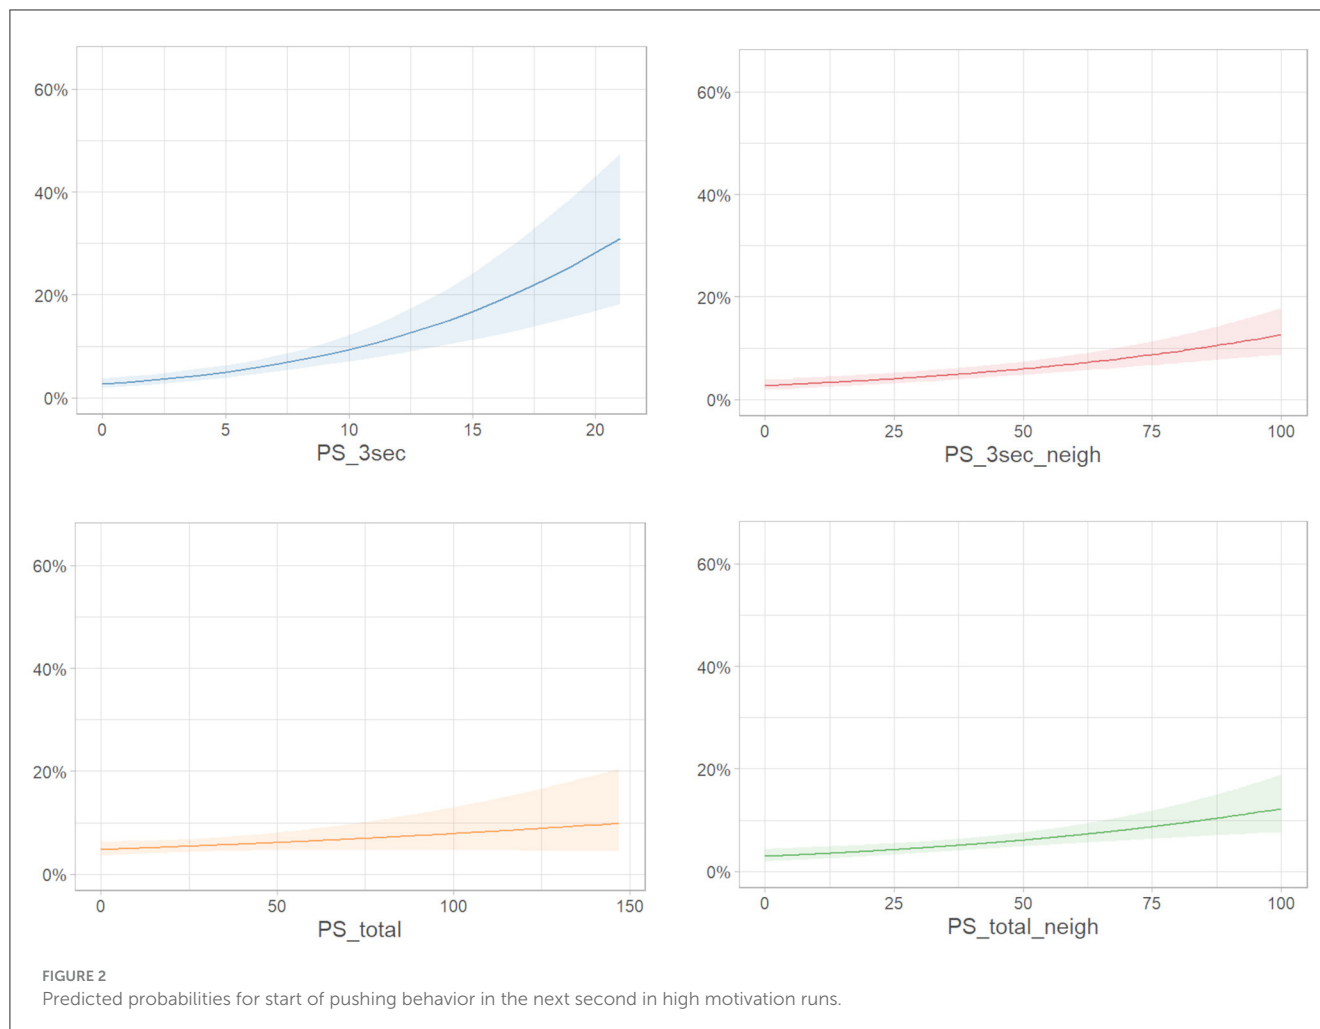 60%
40%
20%
0%
0 5 10 15 20
PS_3sec
60%
40%
20%
0%
0 25 50 75 100
PS_3sec_neigh
60%
40%
20%
0%
0 50 100 150
PS_total
60%
40%
20%
0%
0 25 50 75 100
PS_total_neigh
FIGURE 2
Predicted probabilities for start of pushing behavior in the next second in high motivation runs.